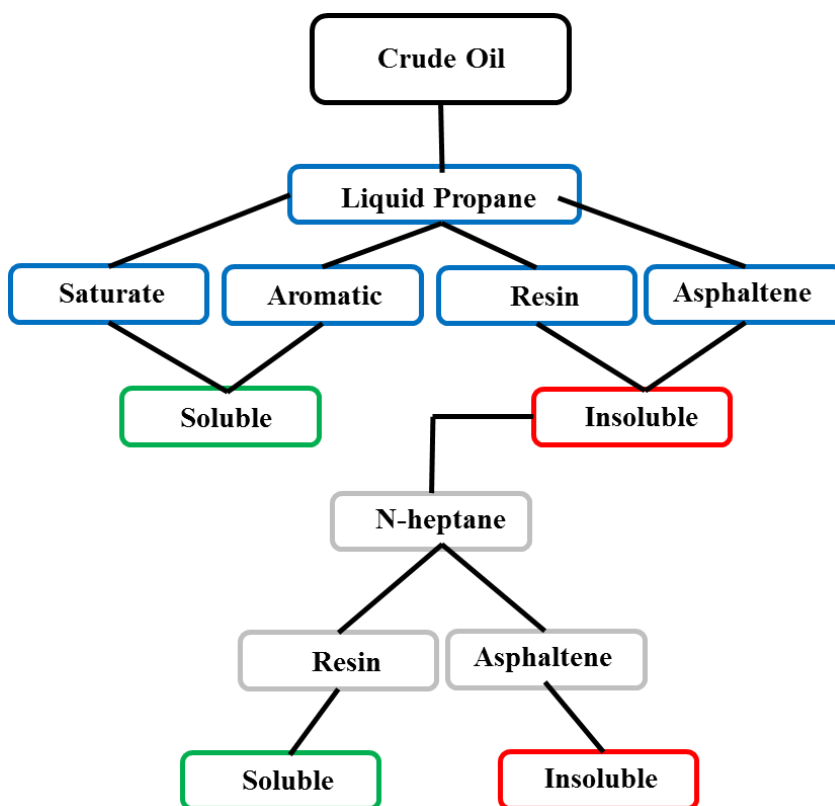 Crude Oil
Liquid Propane
Saturate
Aromatic
Resin
Asphaltene
Soluble
Insoluble
N-heptane
Resin
Asphaltene
Soluble
Insoluble